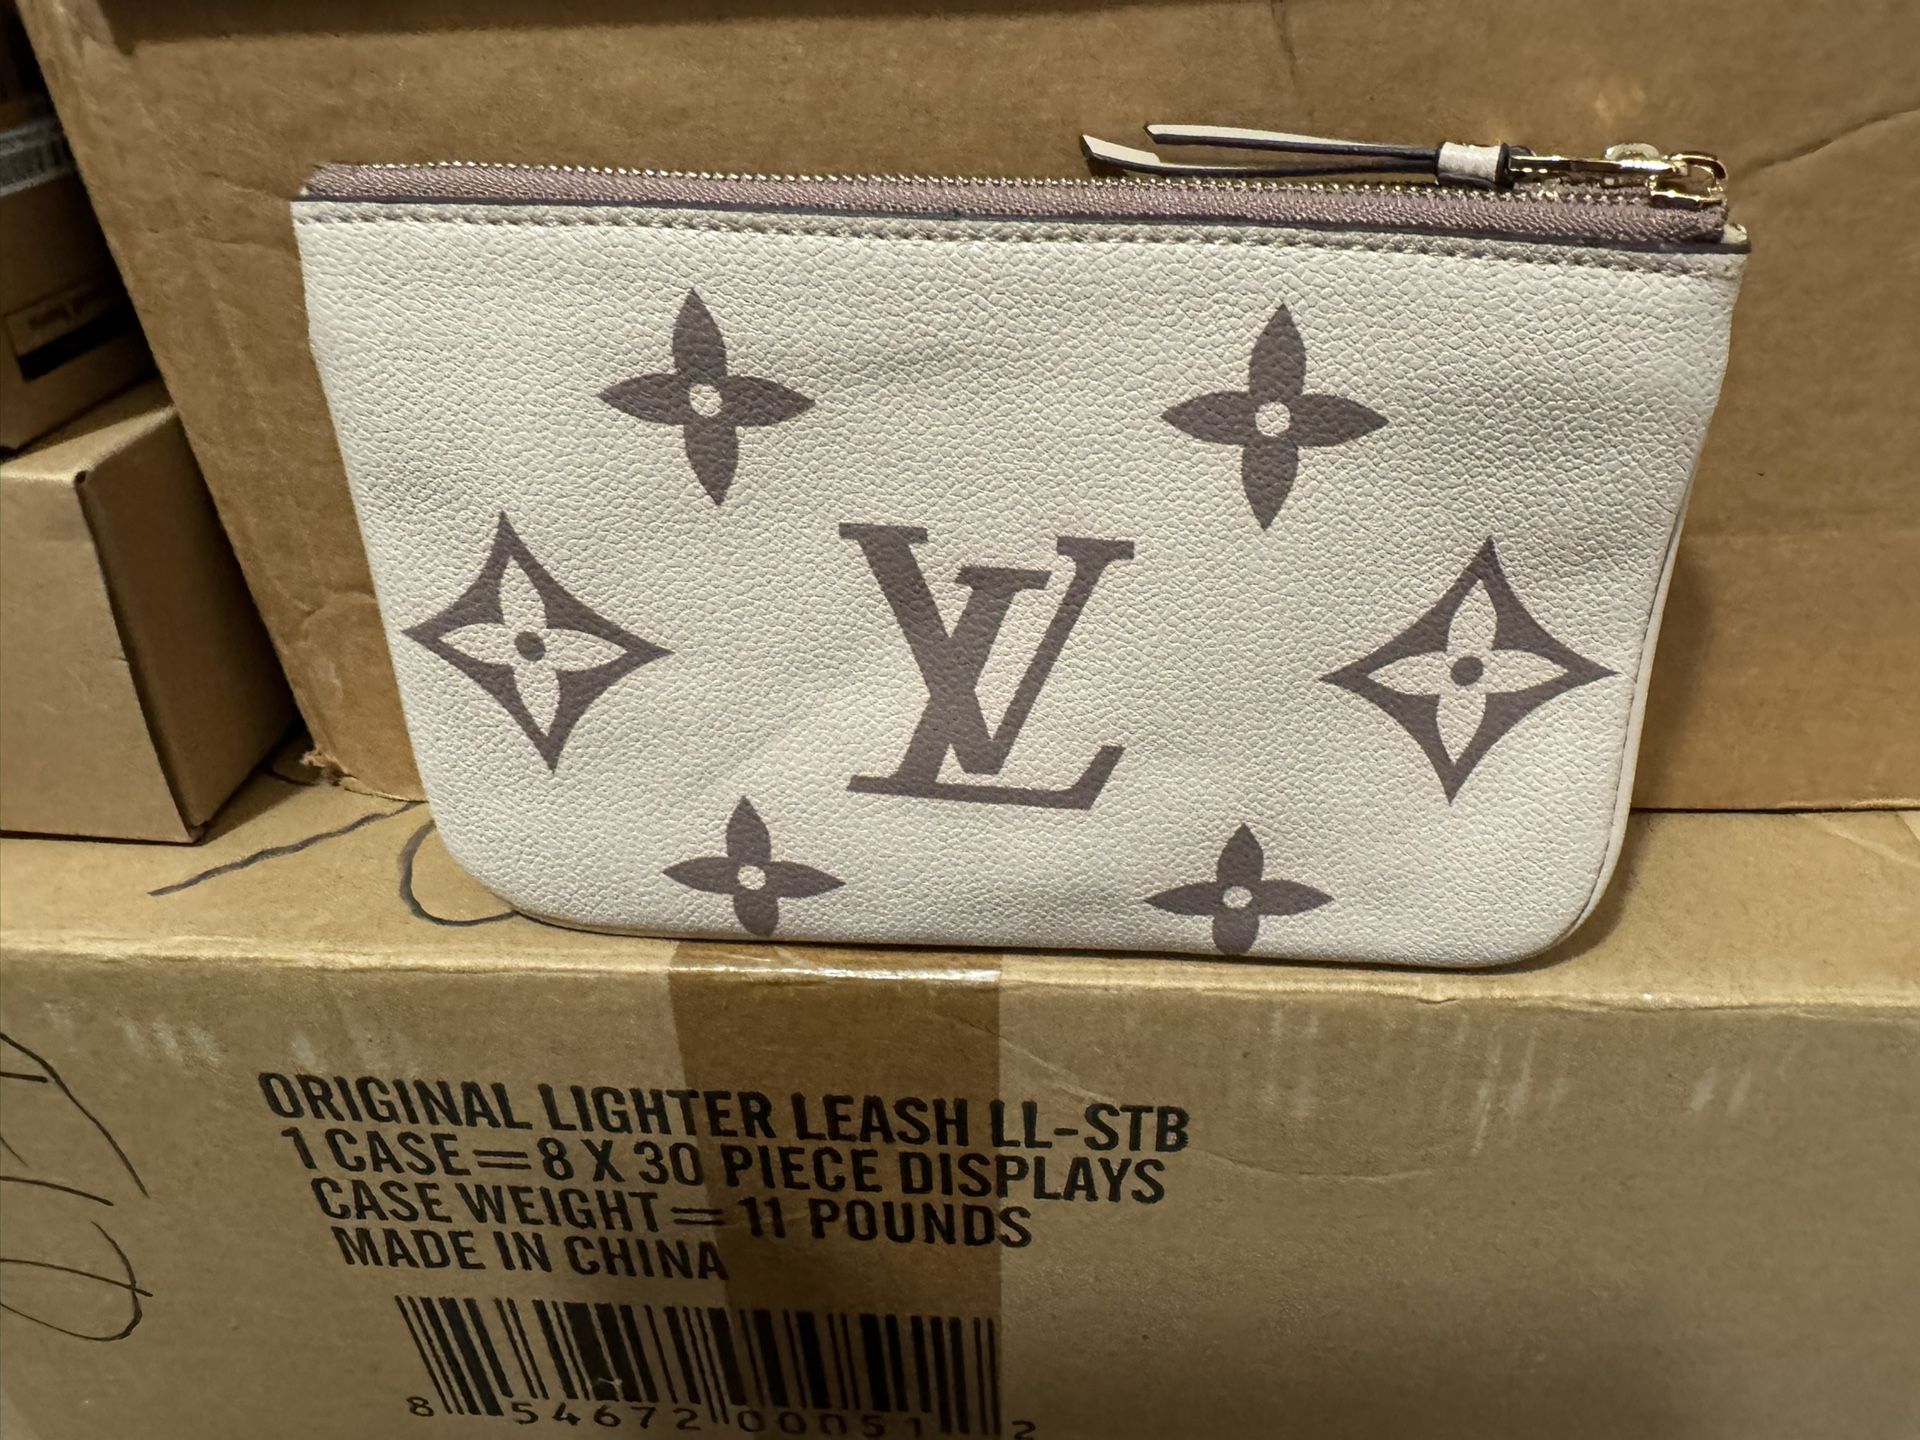 LV
ORIGINAL LIGHTER LEASH LL-STB
1 CASE=8 X 30 PIECE DISPLAYS
CASE WEIGHT= 11 POUNDS
MADE IN CHINA
8 54672 00051 2